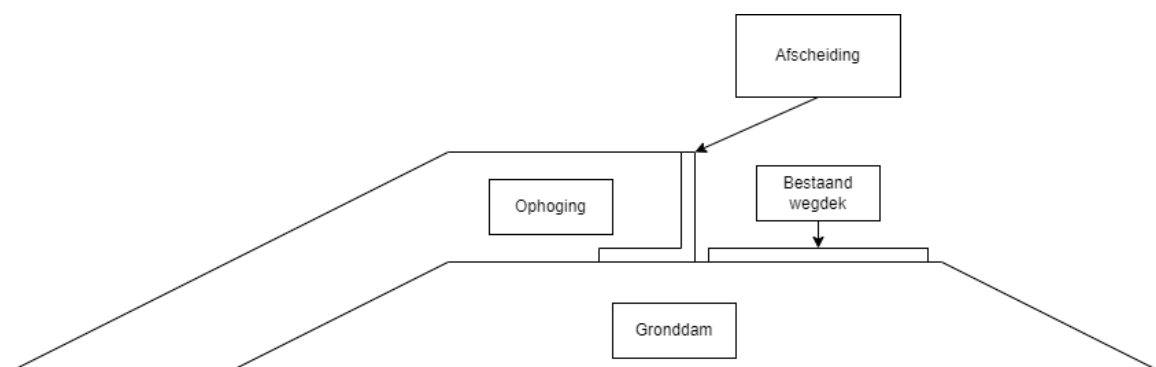 Afscheiding
Bestaand
wegdek
Ophoging
Gronddam